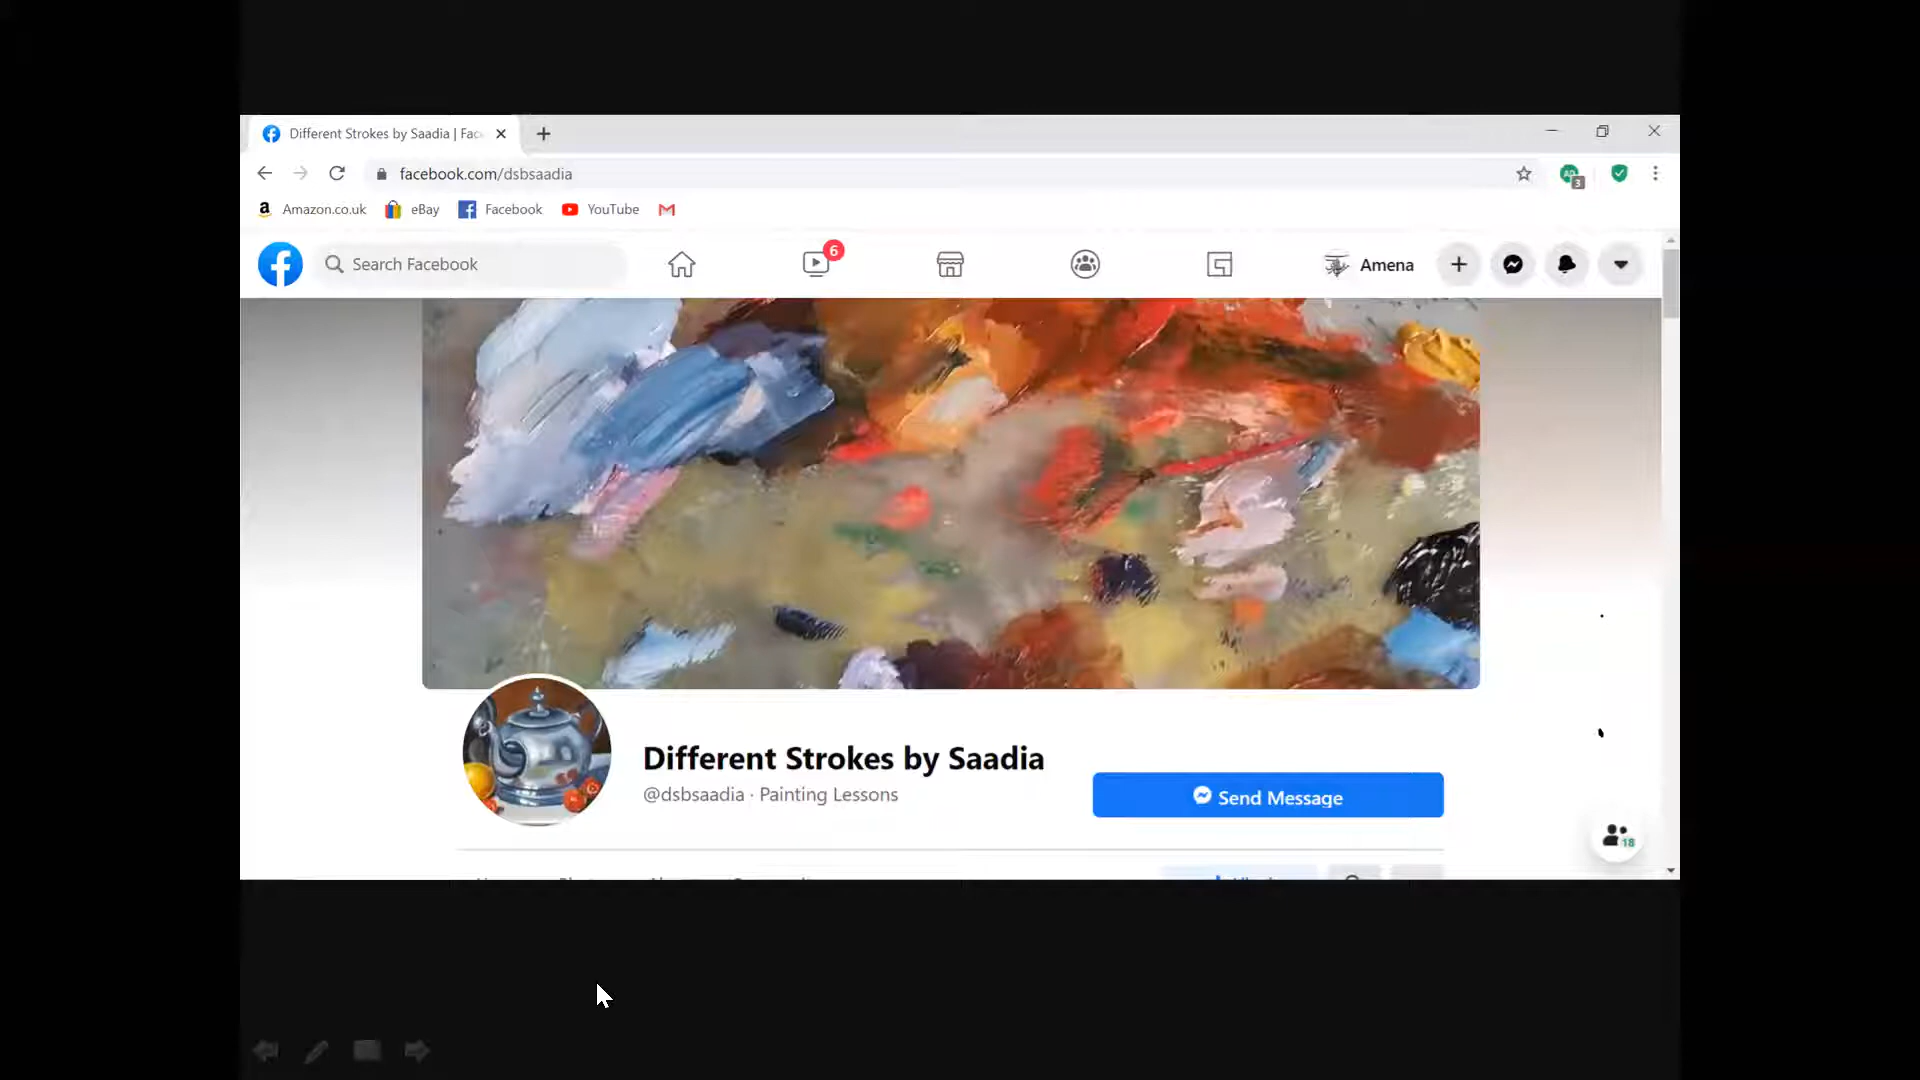 Different Strokes by Saadia | Fac
facebook.com/dsbsaadia
3
Amazon.co.uk eBay Facebook YouTube
Search Facebook
6
Amena
Different Strokes by Saadia
@dsbsaadia · Painting Lessons
Send Message
18